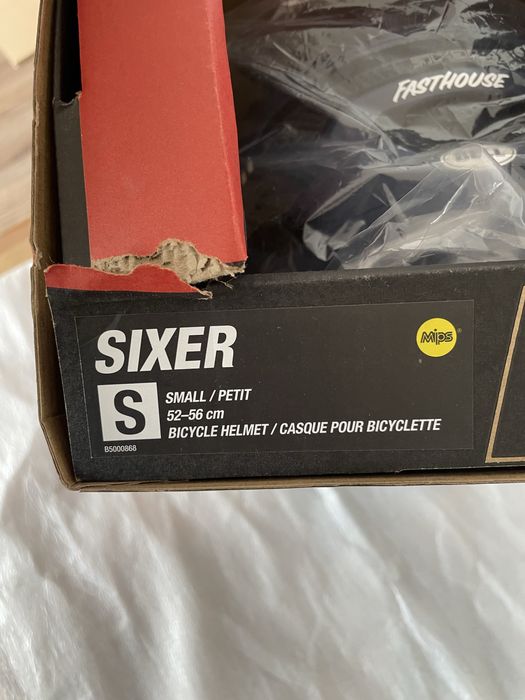 FASTHOUSE
SIXER
Mips
S
SMALL / PETIT
52–56 cm
BICYCLE HELMET / CASQUE POUR BICYCLETTE
B5000868